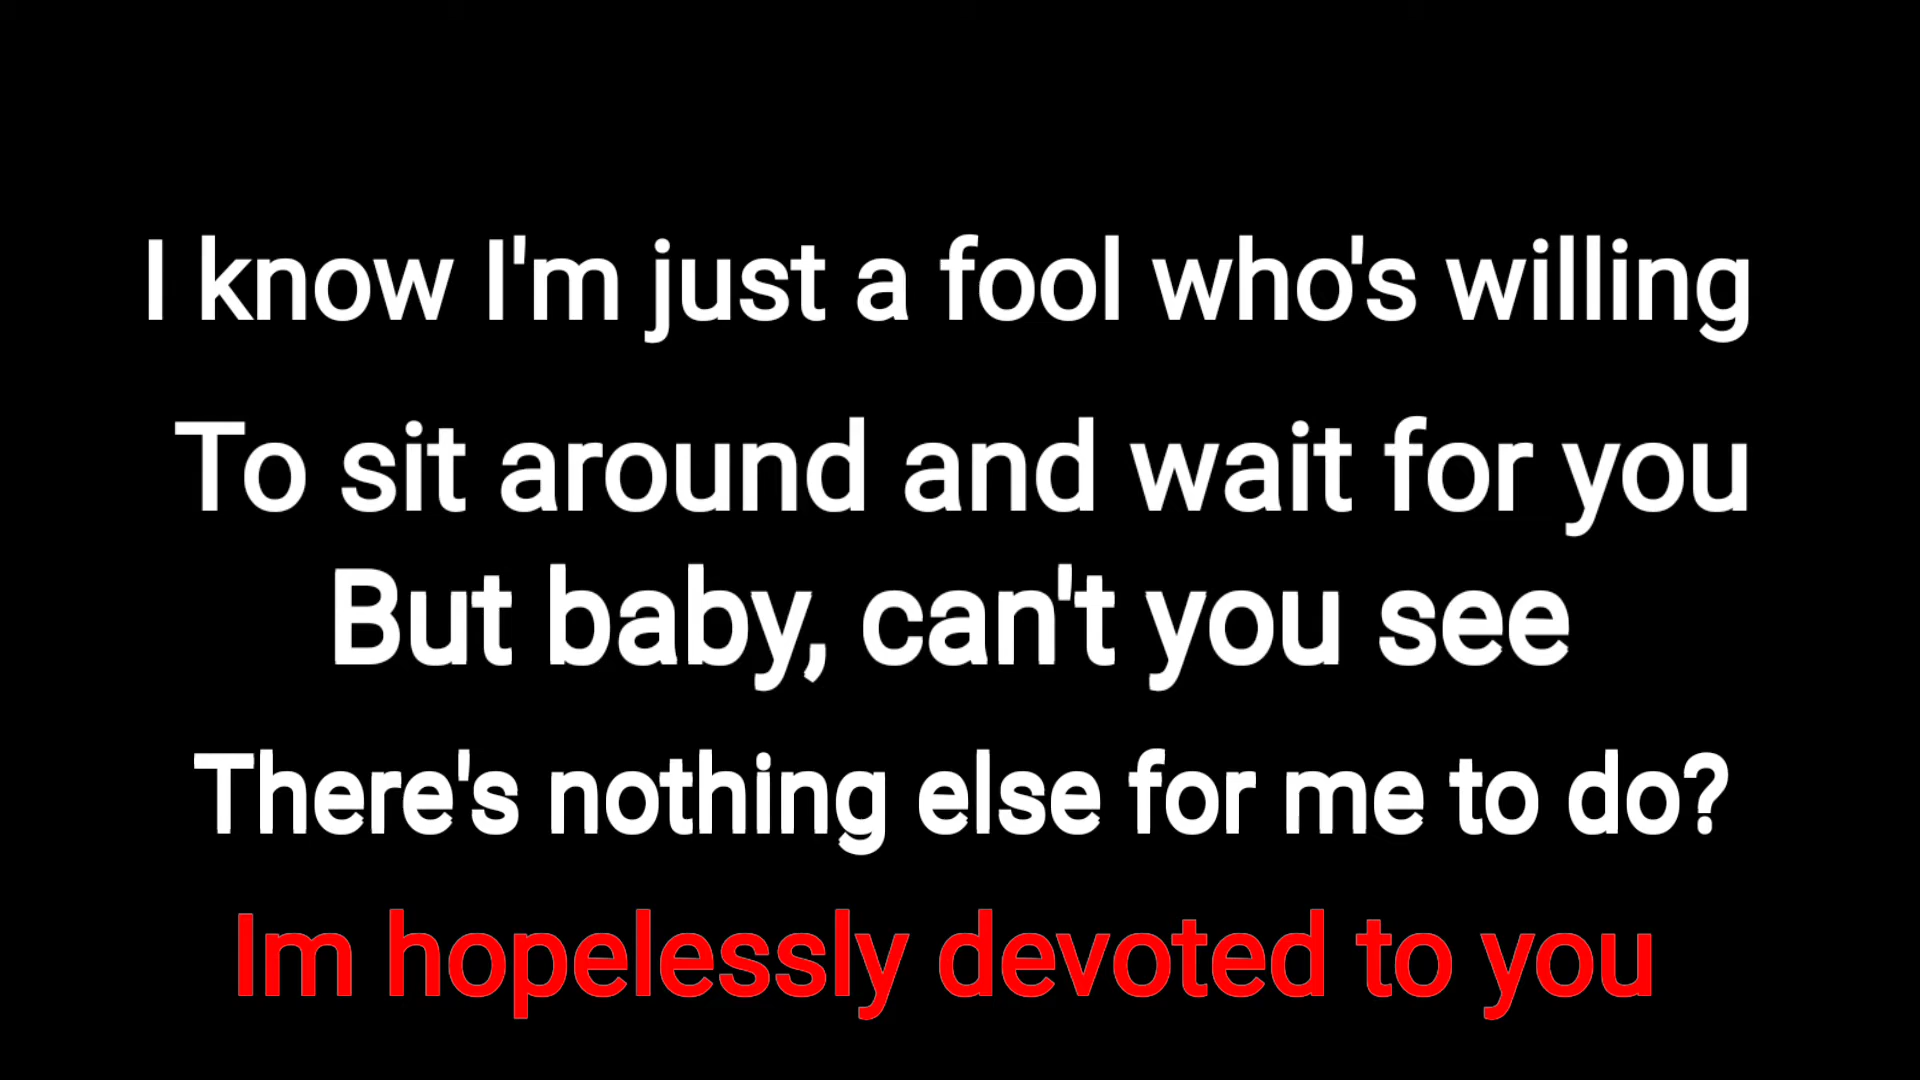 I know I'm just a fool who's willing
To sit around and wait for you
But baby, can't you see
There's nothing else for me to do?
Im hopelessly devoted to you